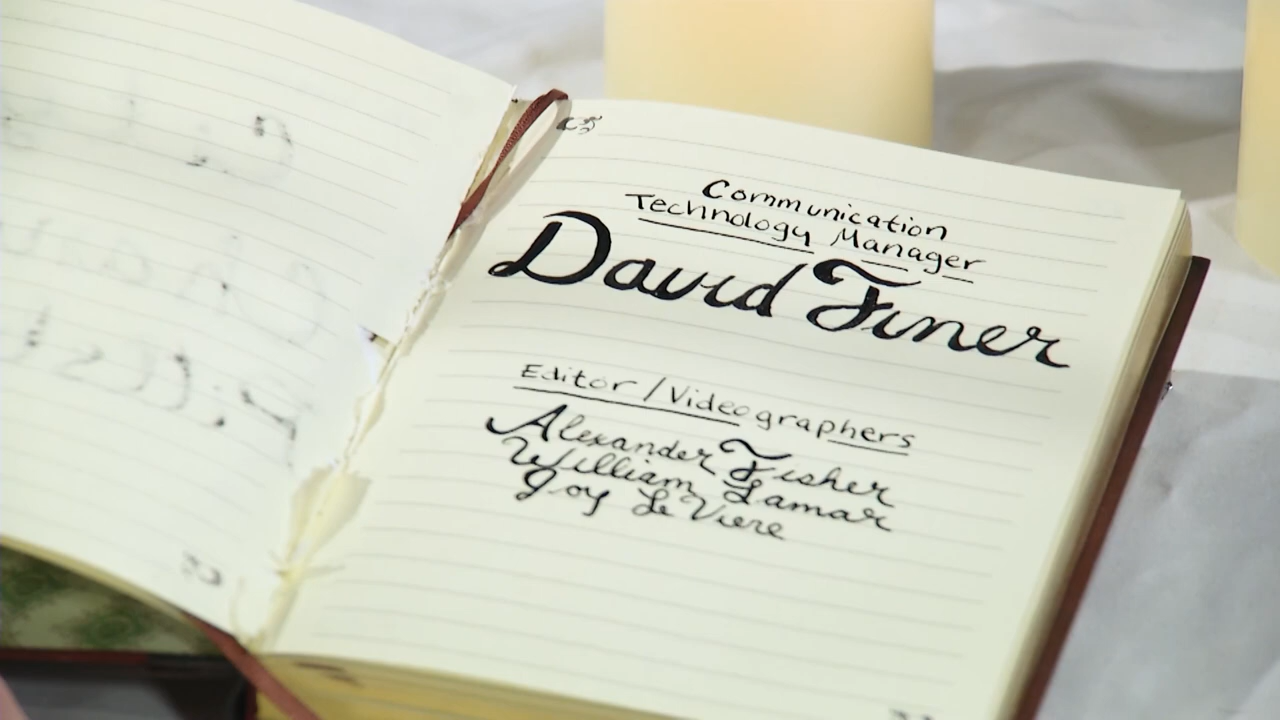 Communication
Technology Manager
David Finer
Editor/Videographers
Alexander Fisher
William Lamar
Joy LeViere